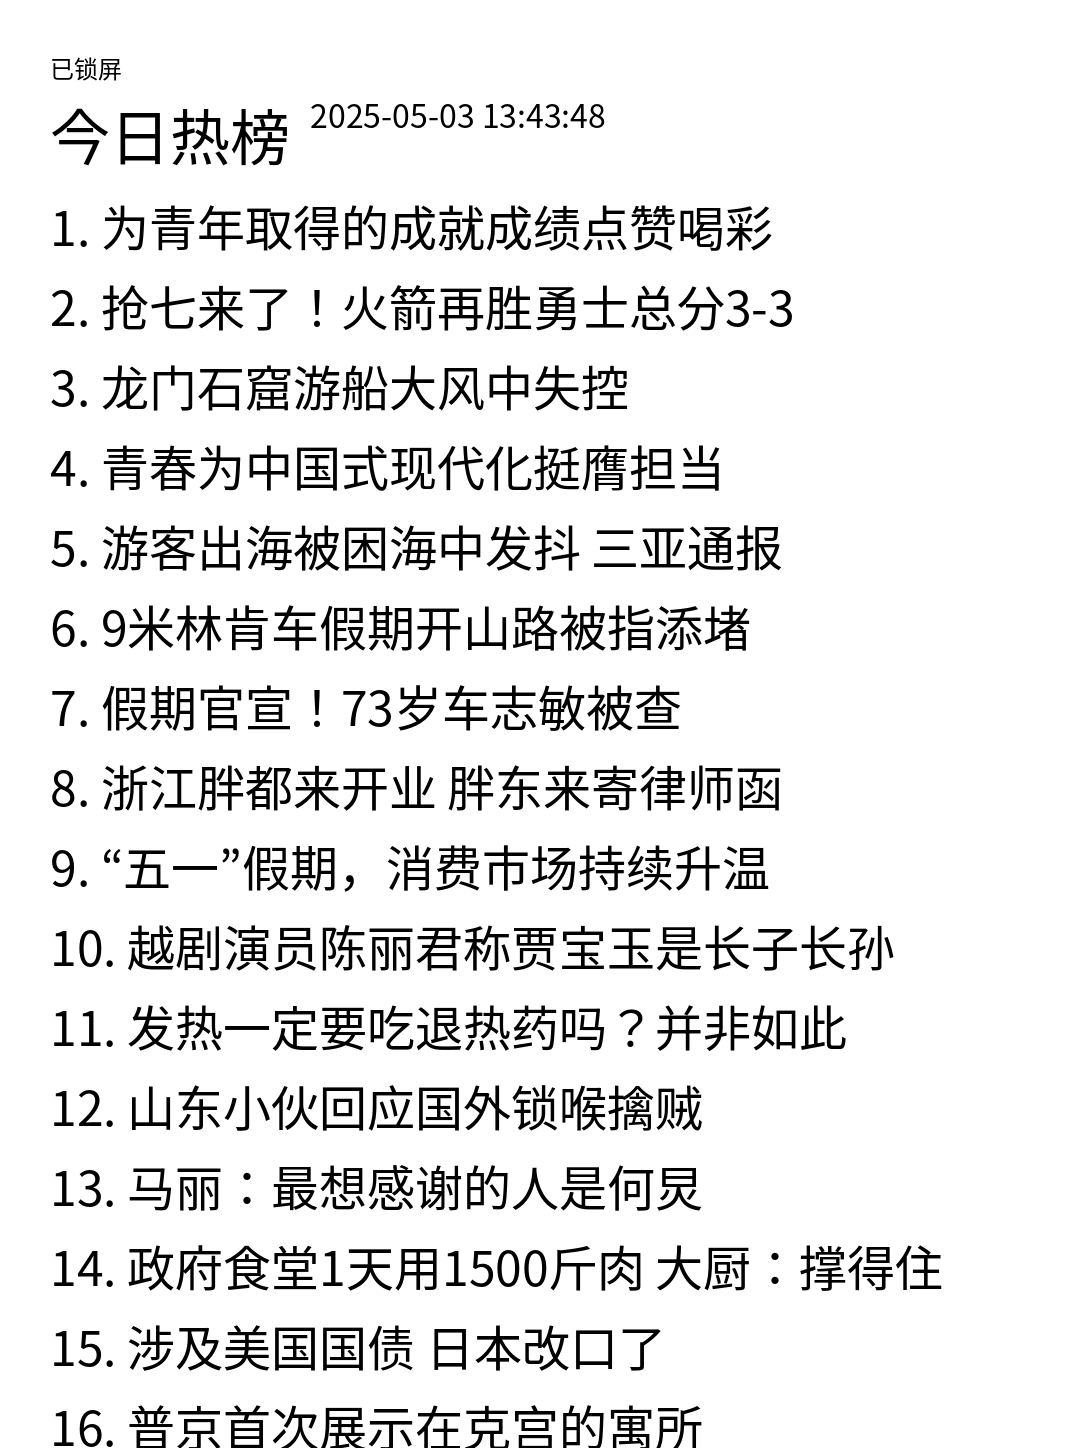 已锁屏
今日热榜 2025-05-03 13:43:48
1. 为青年取得的成就成绩点赞喝彩
2. 抢七来了！火箭再胜勇士总分3-3
3. 龙门石窟游船大风中失控
4. 青春为中国式现代化挺膺担当
5. 游客出海被困海中发抖 三亚通报
6. 9米林肯车假期开山路被指添堵
7. 假期官宣！73岁车志敏被查
8. 浙江胖都来开业 胖东来寄律师函
9. “五一”假期，消费市场持续升温
10. 越剧演员陈丽君称贾宝玉是长子长孙
11. 发热一定要吃退热药吗？并非如此
12. 山东小伙回应国外锁喉擒贼
13. 马丽：最想感谢的人是何炅
14. 政府食堂1天用1500斤肉 大厨：撑得住
15. 涉及美国国债 日本改口了
16. 普京首次展示在克宫的寓所